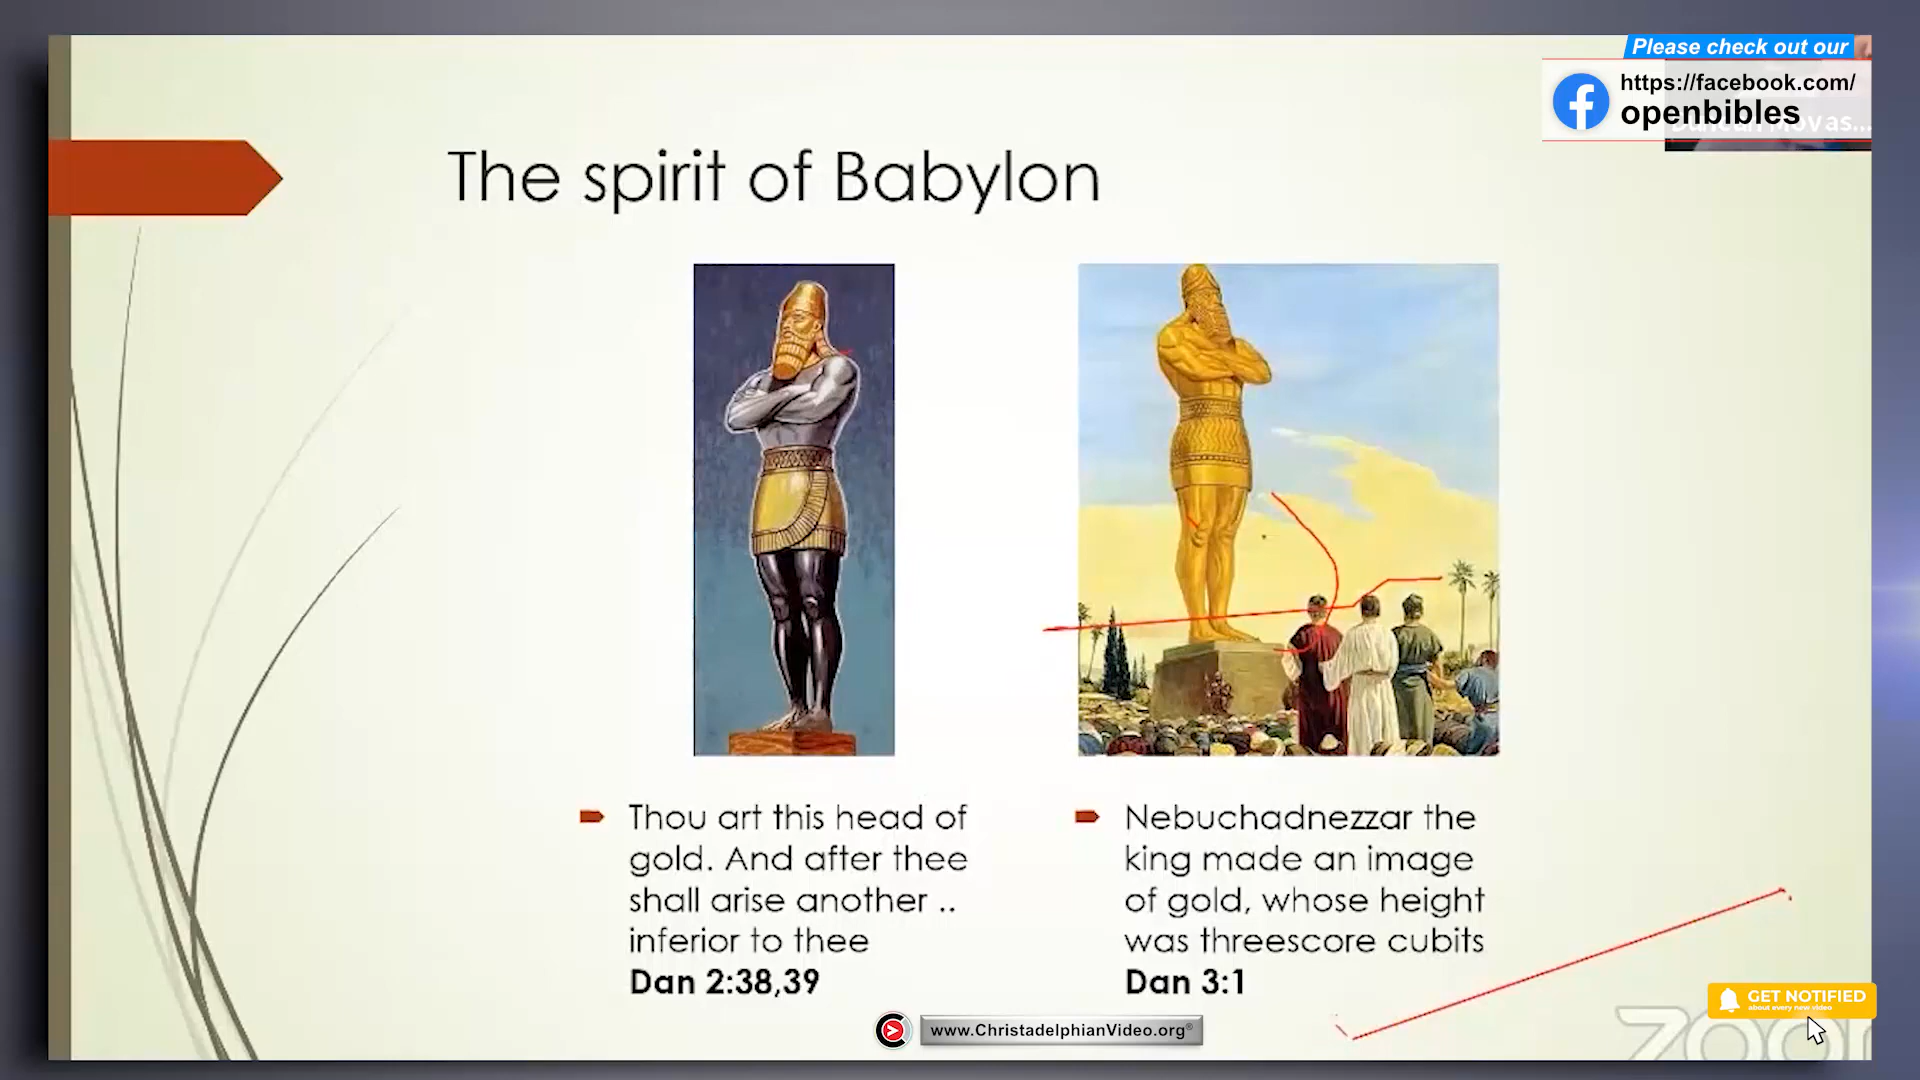 Please check out our
https://facebook.com/
openbibles
The spirit of Babylon
Thou art this head of
gold. And after thee
shall arise another ..
inferior to thee
Dan 2:38,39
Nebuchadnezzar the
king made an image
of gold, whose height
was threescore cubits
Dan 3:1
GET NOTIFIED
about every new video
www.ChristadelphianVideo.org®
zoom